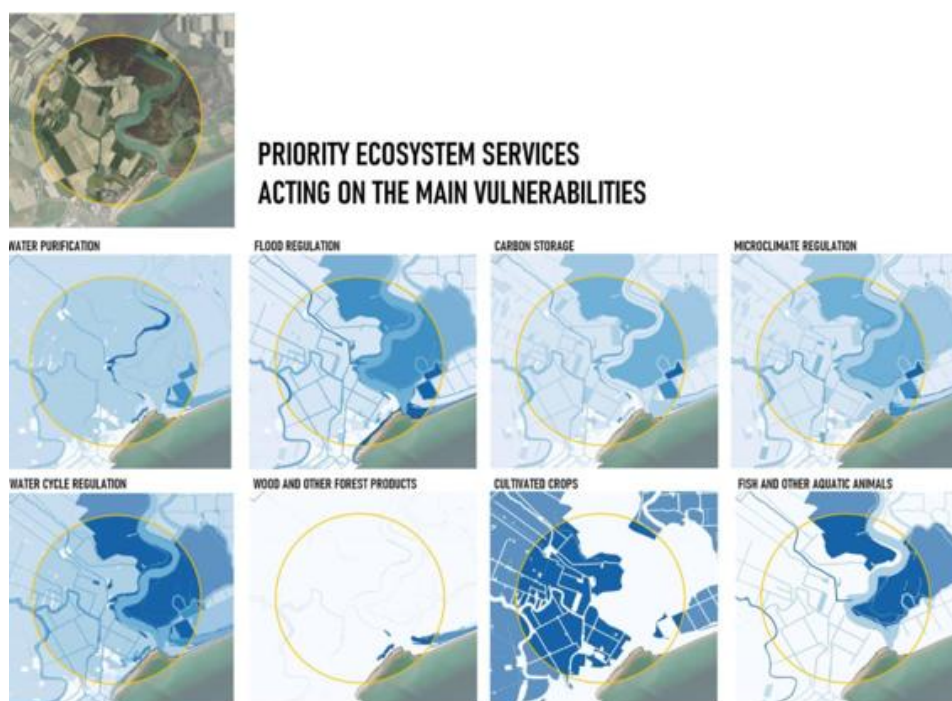 PRIORITY ECOSYSTEM SERVICES
ACTING ON THE MAIN VULNERABILITIES
WATER PURIFICATION
FLOOD REGULATION
CARBON STORAGE
MICROCLIMATE REGULATION
WATER CYCLE REGULATION
WOOD AND OTHER FOREST PRODUCTS
CULTIVATED CROPS
FISH AND OTHER AQUATIC ANIMALS